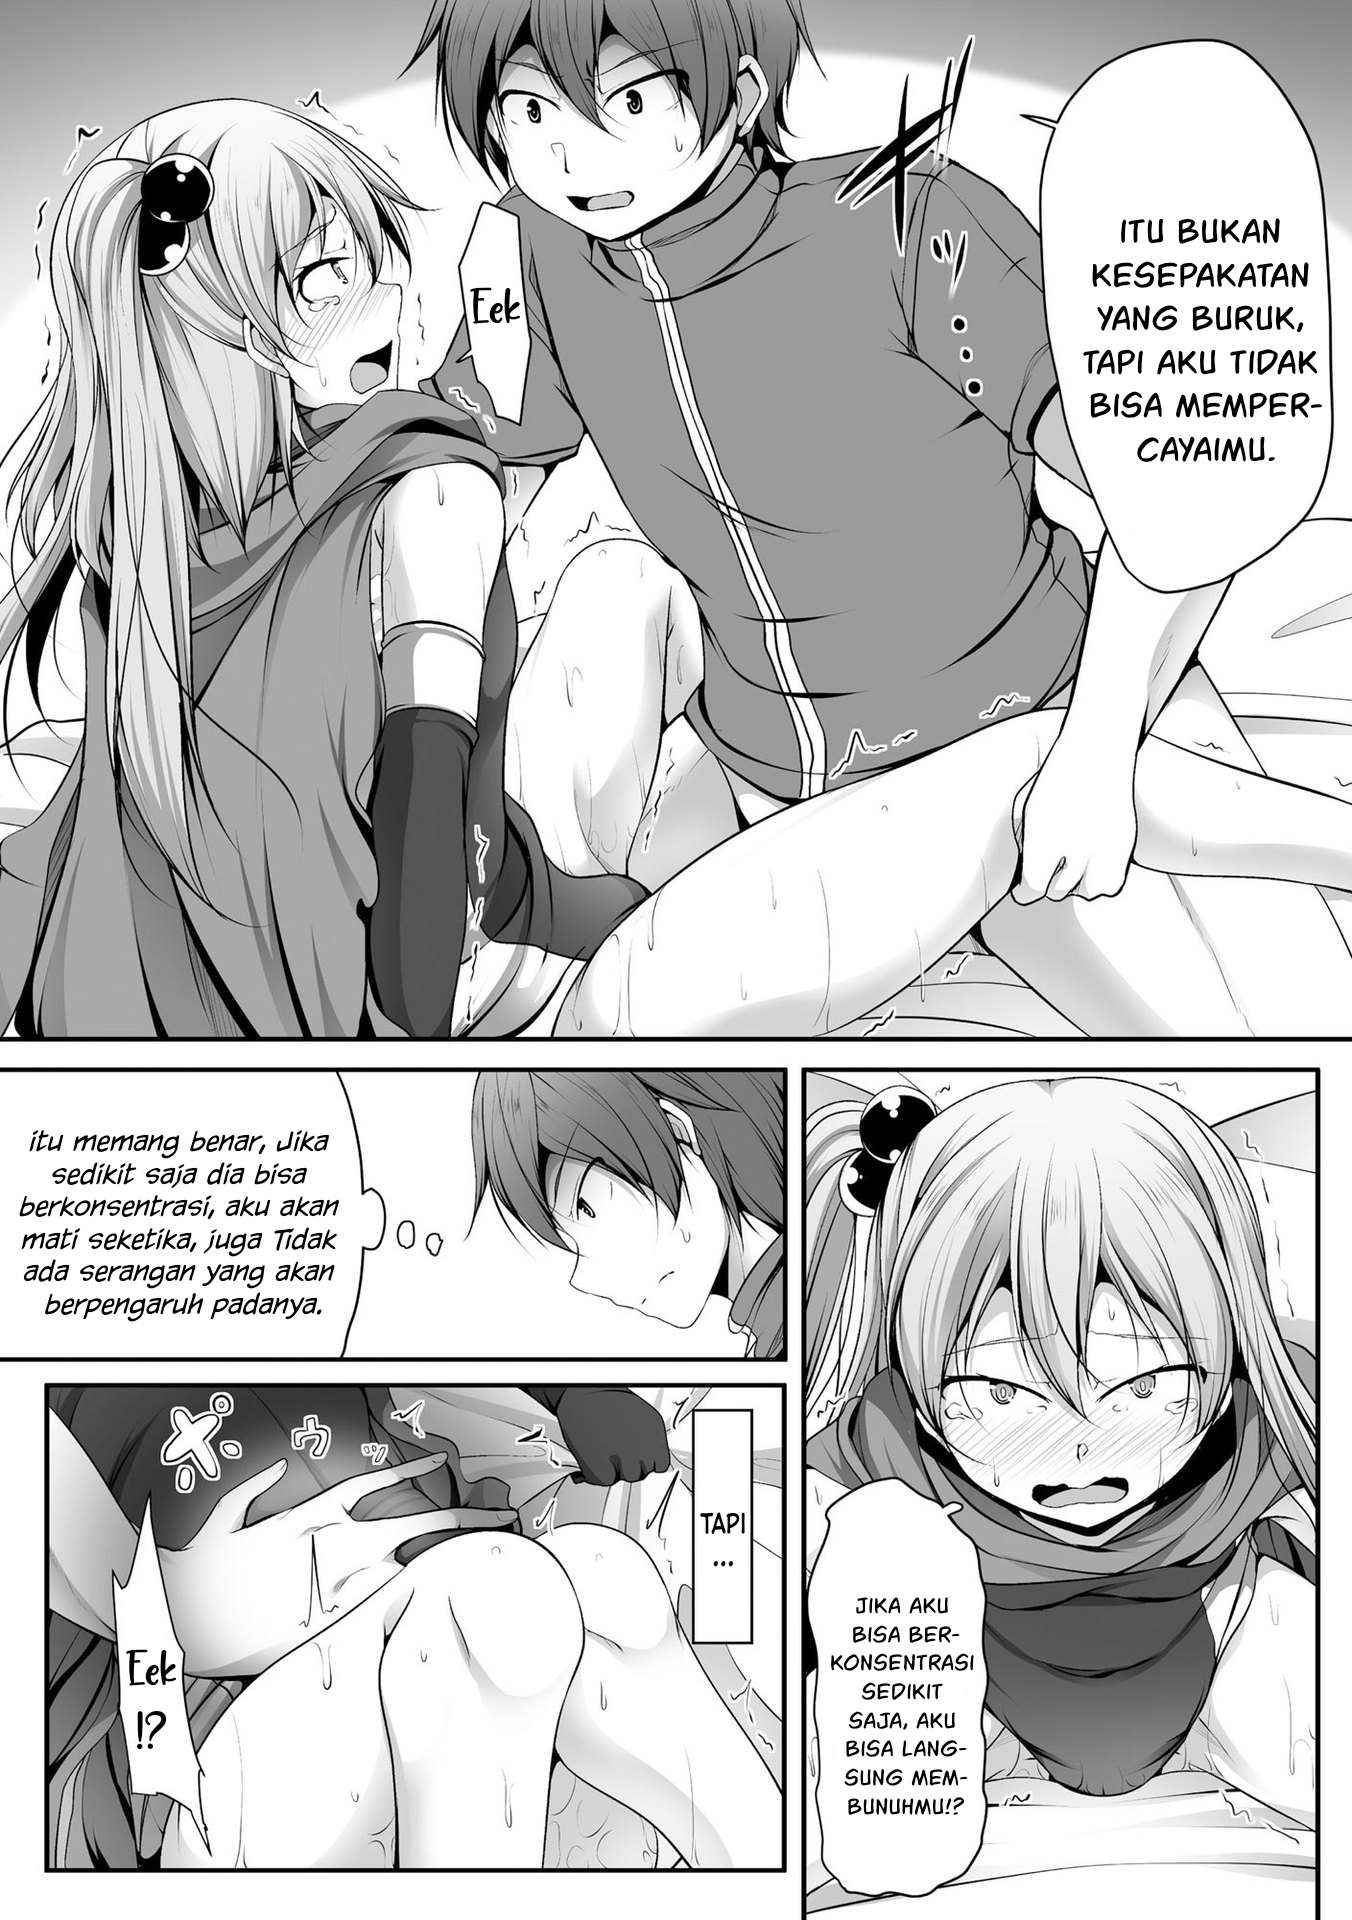 ITU BUKAN
KESEPAKATAN
YANG BURUK,
TAPI AKU TIDAK
BISA MEMPER-
CAYAIMU.
Eek
JIKA AKU
BISA BER-
KONSENTRASI
SEDIKIT
SAJA, AKU
BISA LANG-
SUNG MEM-
BUNUHMU!?
itu memang benar, Jika
sedikit saja dia bisa
berkonsentrasi, aku akan
mati seketika, juga Tidak
ada serangan yang akan
berpengaruh padanya.
TAPI
...
Eek
!?